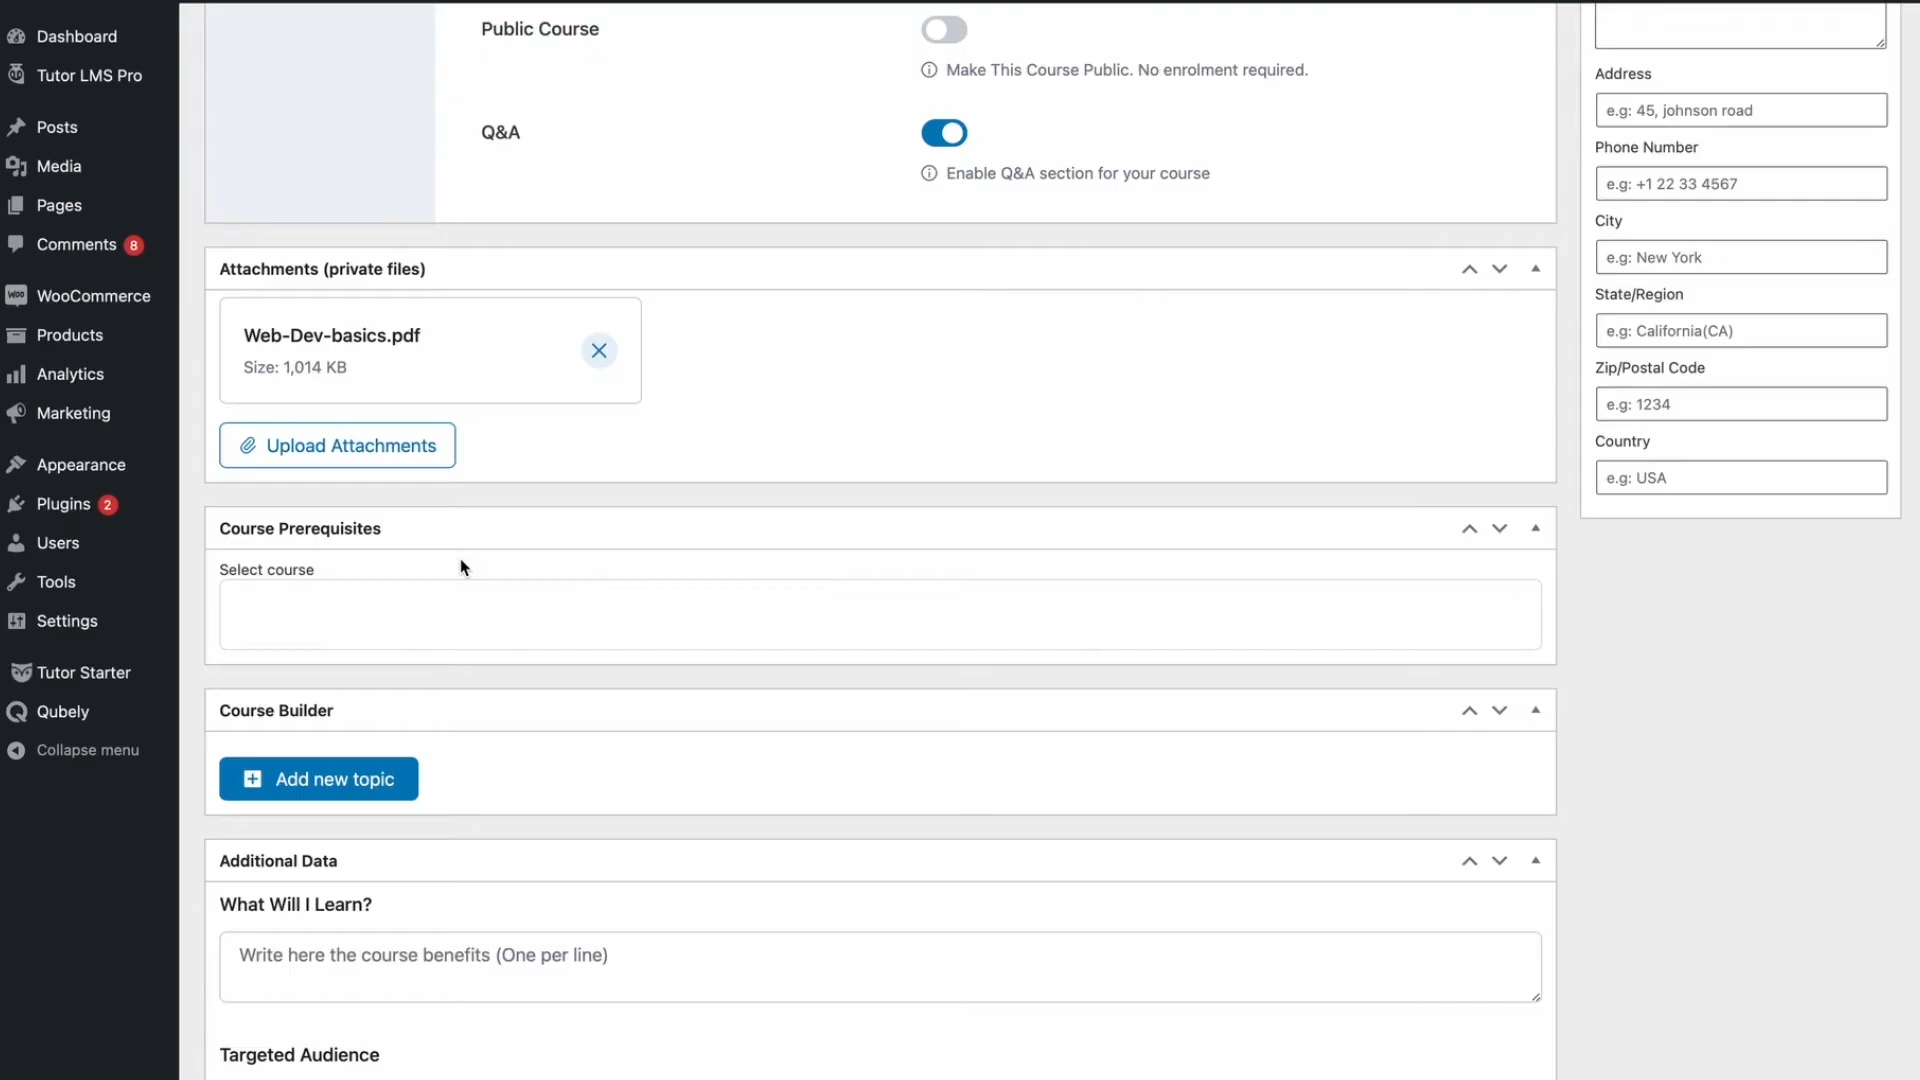 Dashboard
Tutor LMS Pro
Posts
Media
Pages
Comments 8
Woo WooCommerce
Products
Analytics
Marketing
Appearance
Plugins 2
Users
Tools
Settings
Tutor Starter
Qubely
Collapse menu
Public Course
Make This Course Public. No enrolment required.
Q&A
Enable Q&A section for your course
Attachments (private files)
Web-Dev-basics.pdf
Size: 1,014 KB
Upload Attachments
Course Prerequisites
Select course
Course Builder
Add new topic
Additional Data
What Will I Learn?
Write here the course benefits (One per line)
Targeted Audience
Address
e.g: 45, johnson road
Phone Number
e.g: +1 22 33 4567
City
e.g: New York
State/Region
e.g: California(CA)
Zip/Postal Code
e.g: 1234
Country
e.g: USA